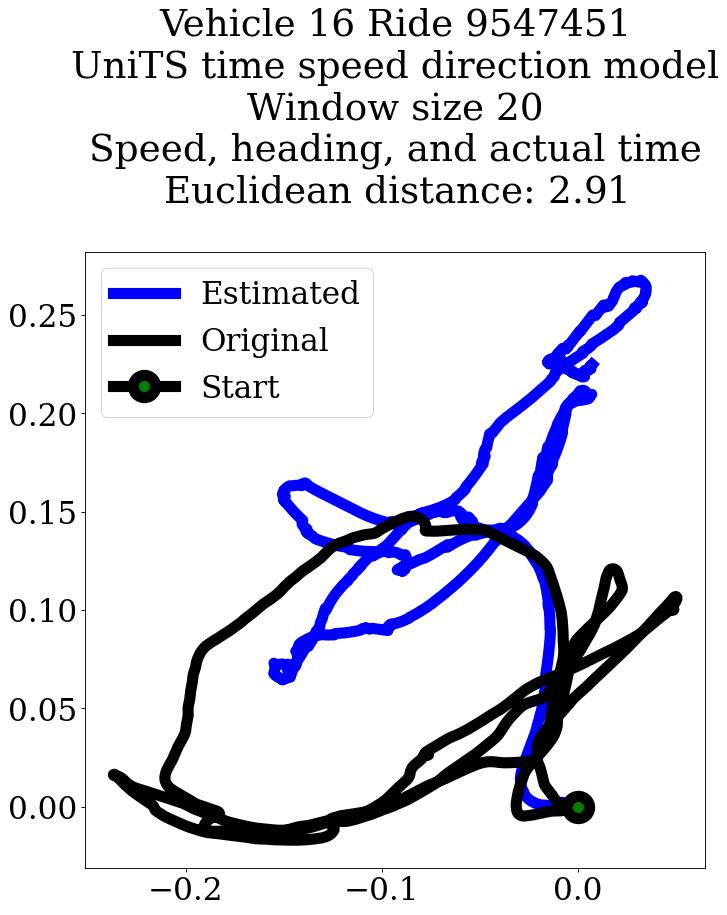 Vehicle 16 Ride 9547451
UniTS time speed direction model
Window size 20
Speed, heading, and actual time
Euclidean distance: 2.91
Estimated
Original
Start
0.25
0.20
0.15
0.10
0.05
0.00
−0.2
−0.1
0.0